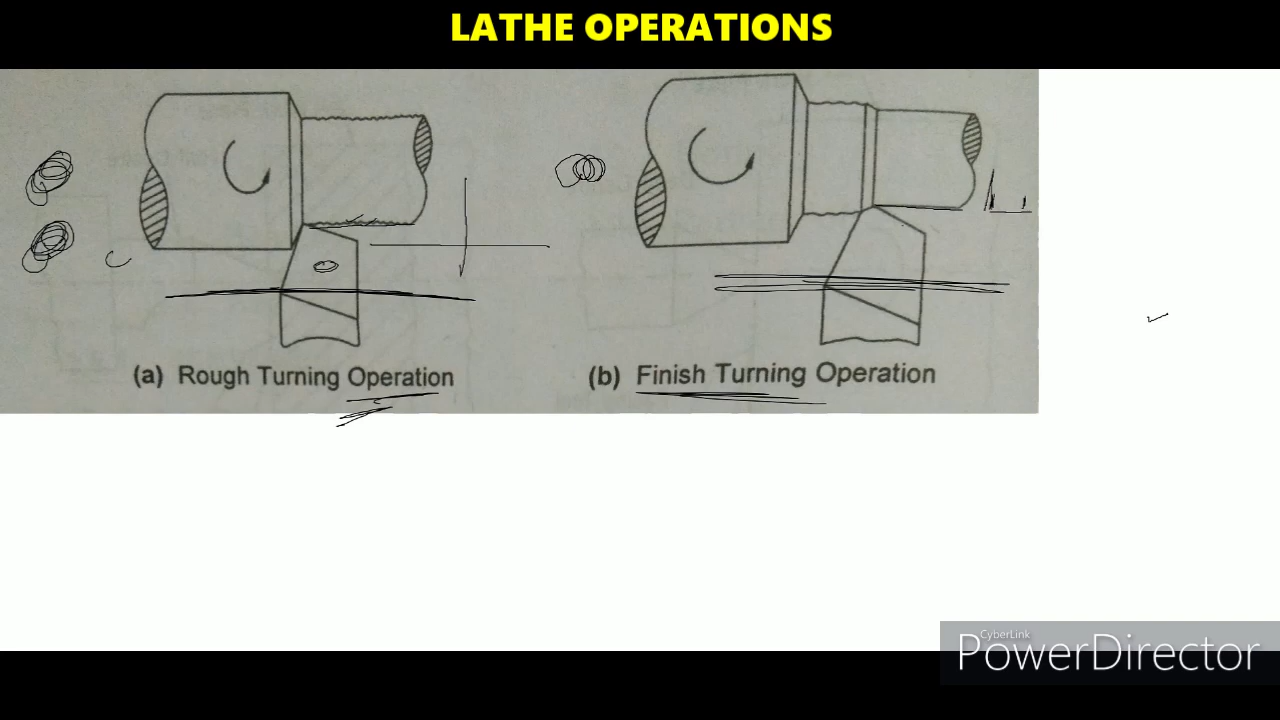 LATHE OPERATIONS
(a) Rough Turning Operation
(b) Finish Turning Operation
CyberLink
PowerDirector